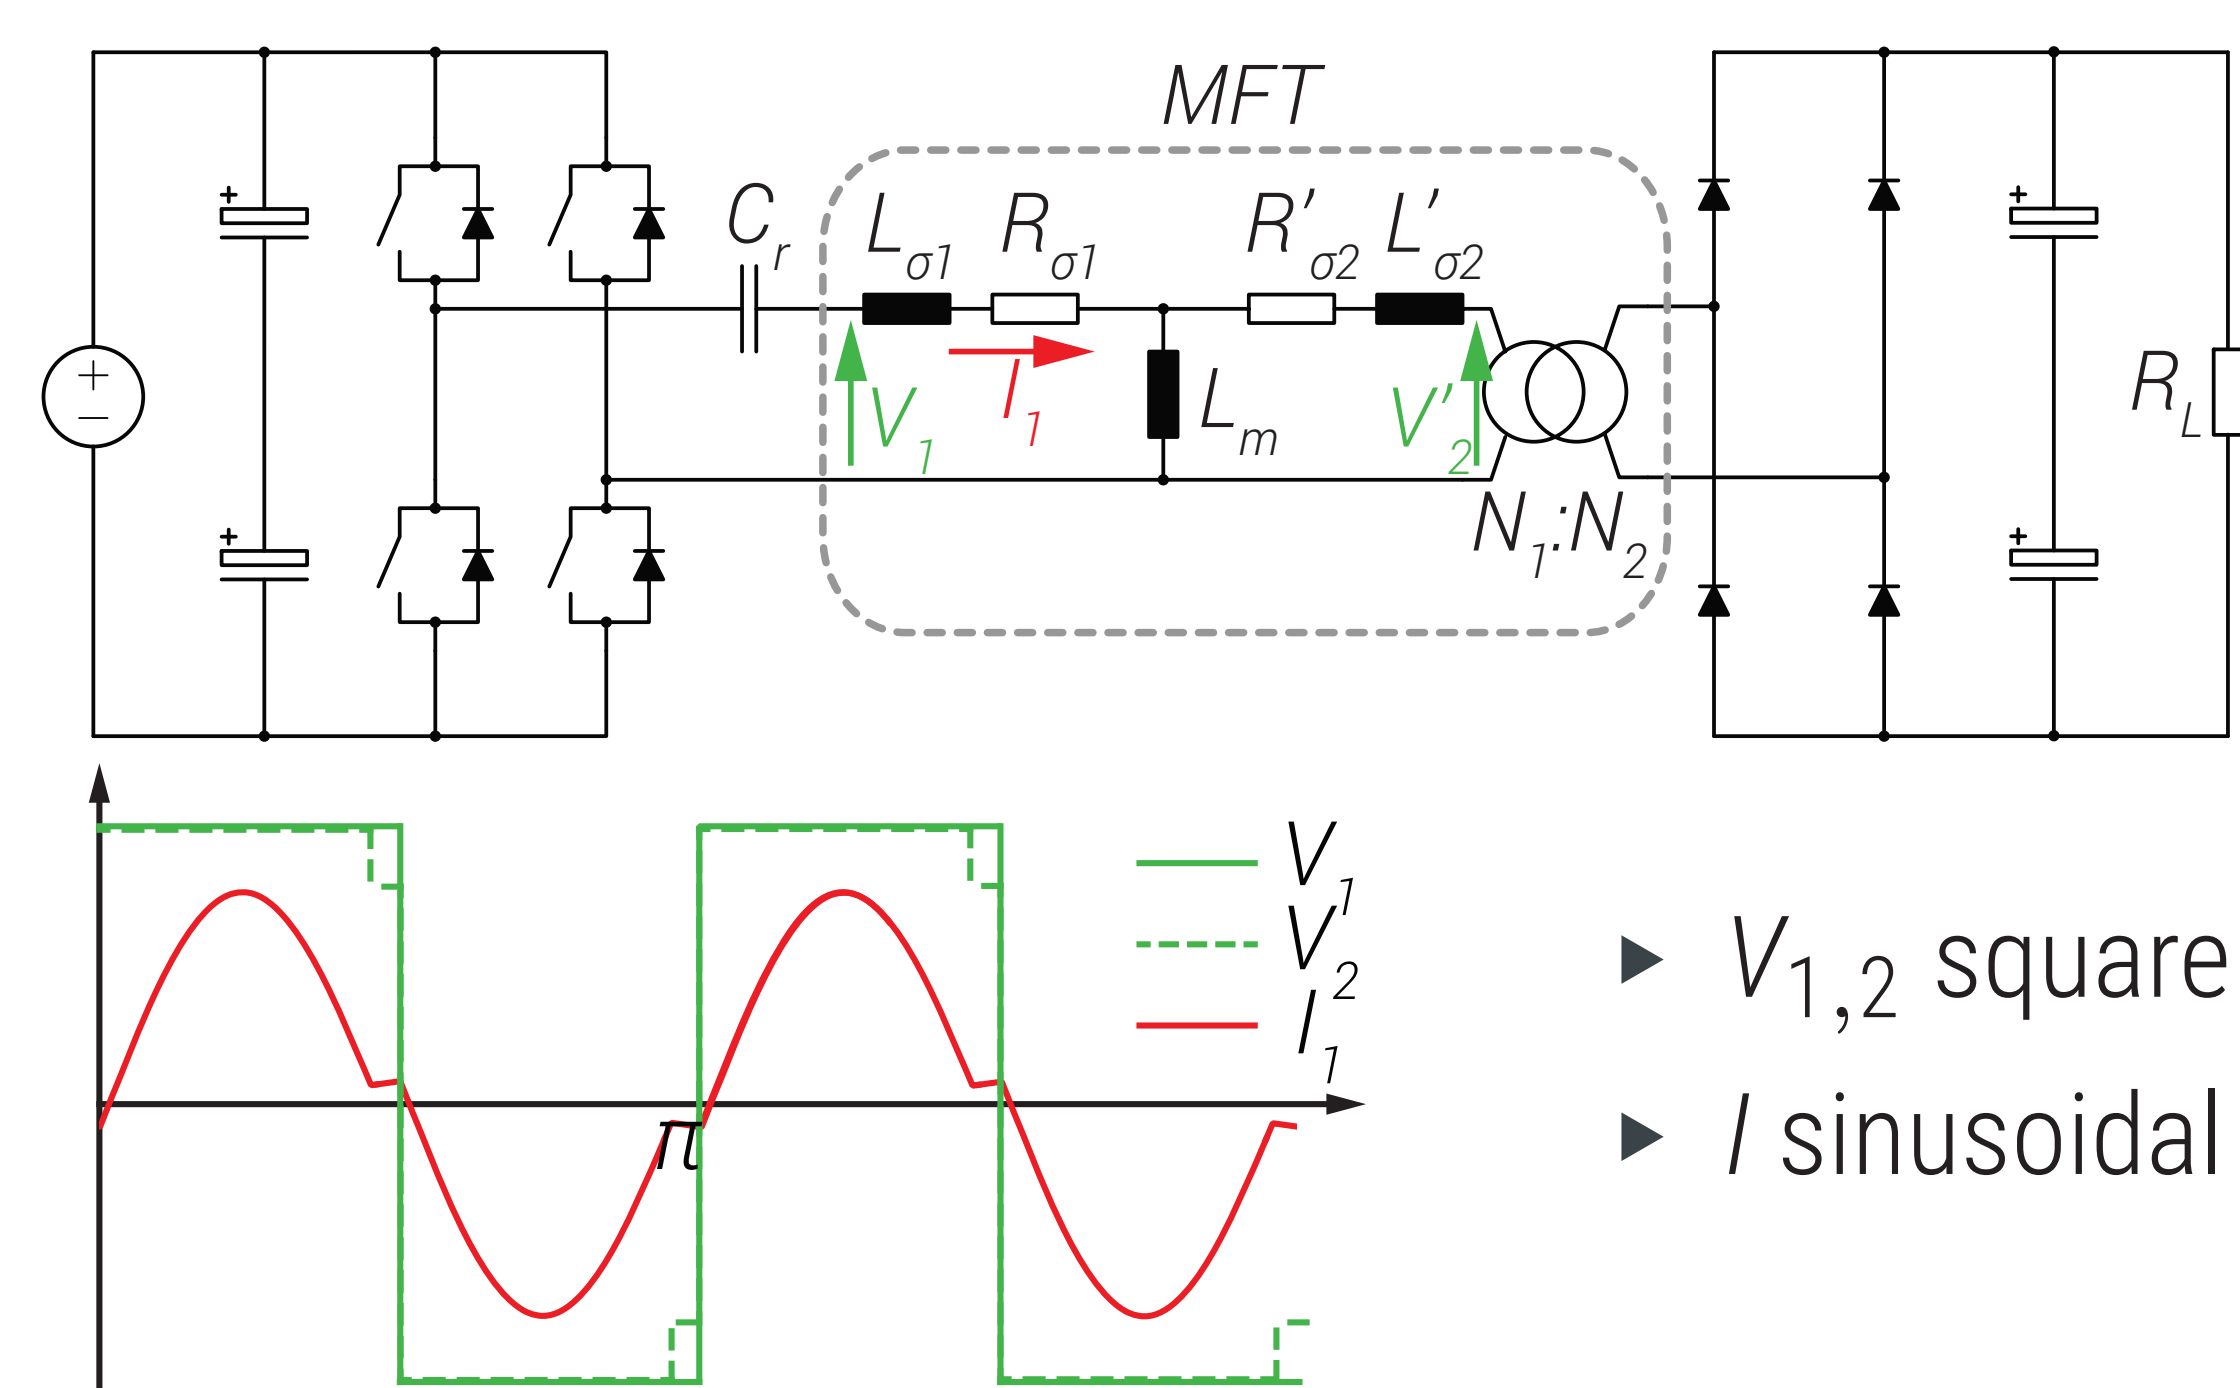 MFT
+
+
C_r
L_σ1
R_σ1
R'_σ2
L'_σ2
+
−
V_1
I_1
L_m
V'_2
R_L
N_1:N_2
+
+
V_1
V_2
I_1
π
V_1,2 square
I sinusoidal